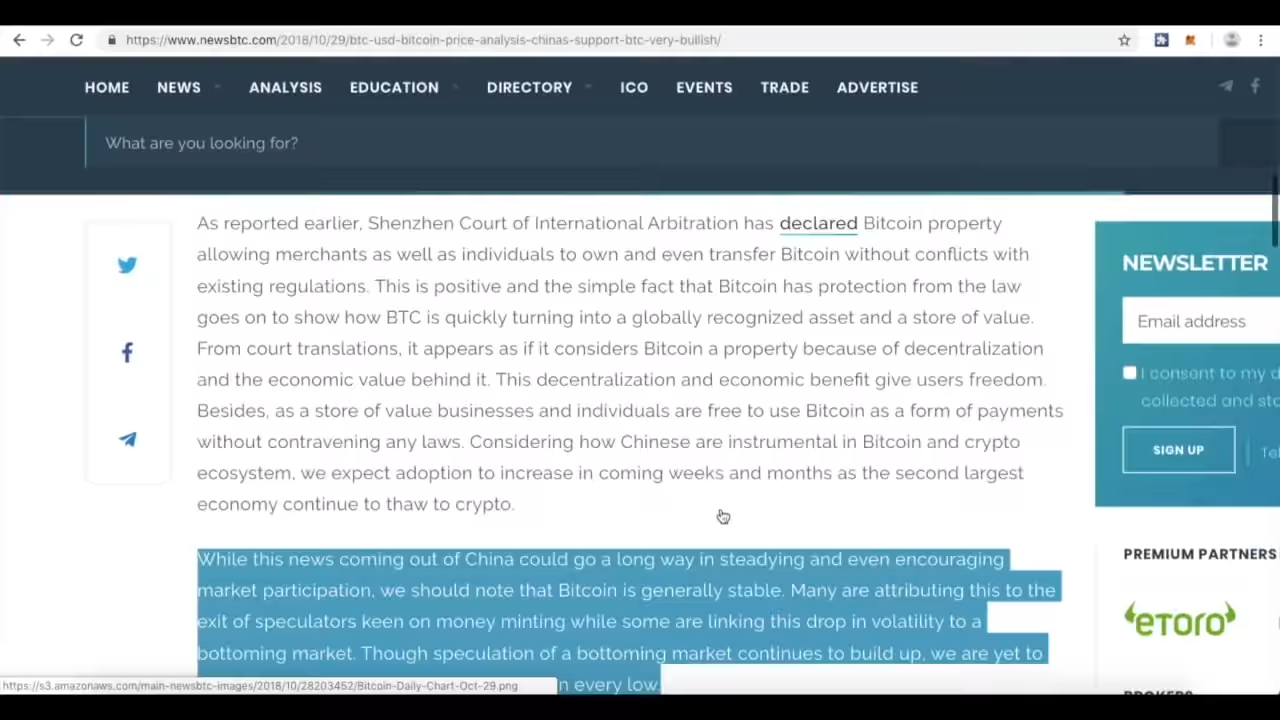 https://www.newsbtc.com/2018/10/29/btc-usd-bitcoin-price-analysis-chinas-support-btc-very-bullish/
HOME NEWS ANALYSIS EDUCATION DIRECTORY ICO EVENTS TRADE ADVERTISE
What are you looking for?
As reported earlier, Shenzhen Court of International Arbitration has declared Bitcoin property
allowing merchants as well as individuals to own and even transfer Bitcoin without conflicts with
existing regulations. This is positive and the simple fact that Bitcoin has protection from the law
goes on to show how BTC is quickly turning into a globally recognized asset and a store of value.
From court translations, it appears as if it considers Bitcoin a property because of decentralization
and the economic value behind it. This decentralization and economic benefit give users freedom.
Besides, as a store of value businesses and individuals are free to use Bitcoin as a form of payments
without contravening any laws. Considering how Chinese are instrumental in Bitcoin and crypto
ecosystem, we expect adoption to increase in coming weeks and months as the second largest
economy continue to thaw to crypto.
While this news coming out of China could go a long way in steadying and even encouraging
market participation, we should note that Bitcoin is generally stable. Many are attributing this to the
exit of speculators keen on money minting while some are linking this drop in volatility to a
bottoming market. Though speculation of a bottoming market continues to build up, we are yet to
n every low.
NEWSLETTER
Email address
I consent to my d
collected and sto
SIGN UP
Tel
PREMIUM PARTNERS
eToro
BROKERS
https://s3.amazonaws.com/main-newsbtc-images/2018/10/28203452/Bitcoin-Daily-Chart-Oct-29.png